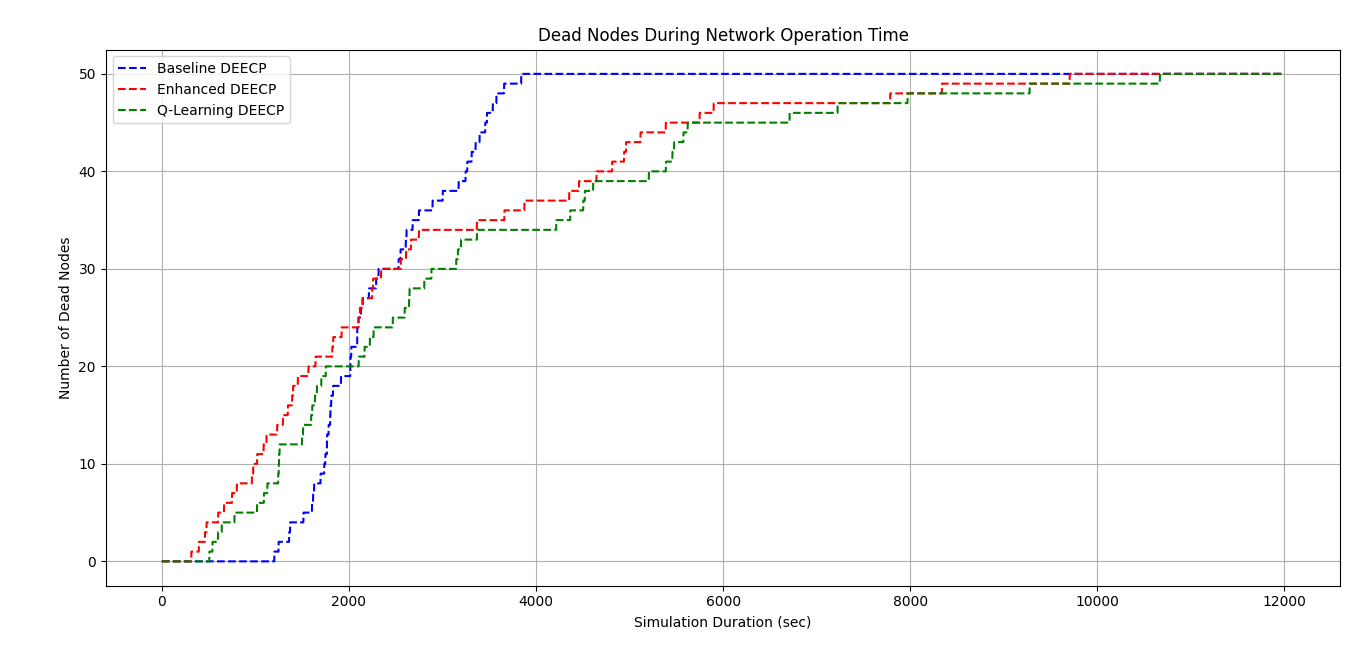 Dead Nodes During Network Operation Time
Baseline DEECP
Enhanced DEECP
Q-Learning DEECP
Number of Dead Nodes
50
40
30
20
10
0
0 2000 4000 6000 8000 10000 12000
Simulation Duration (sec)